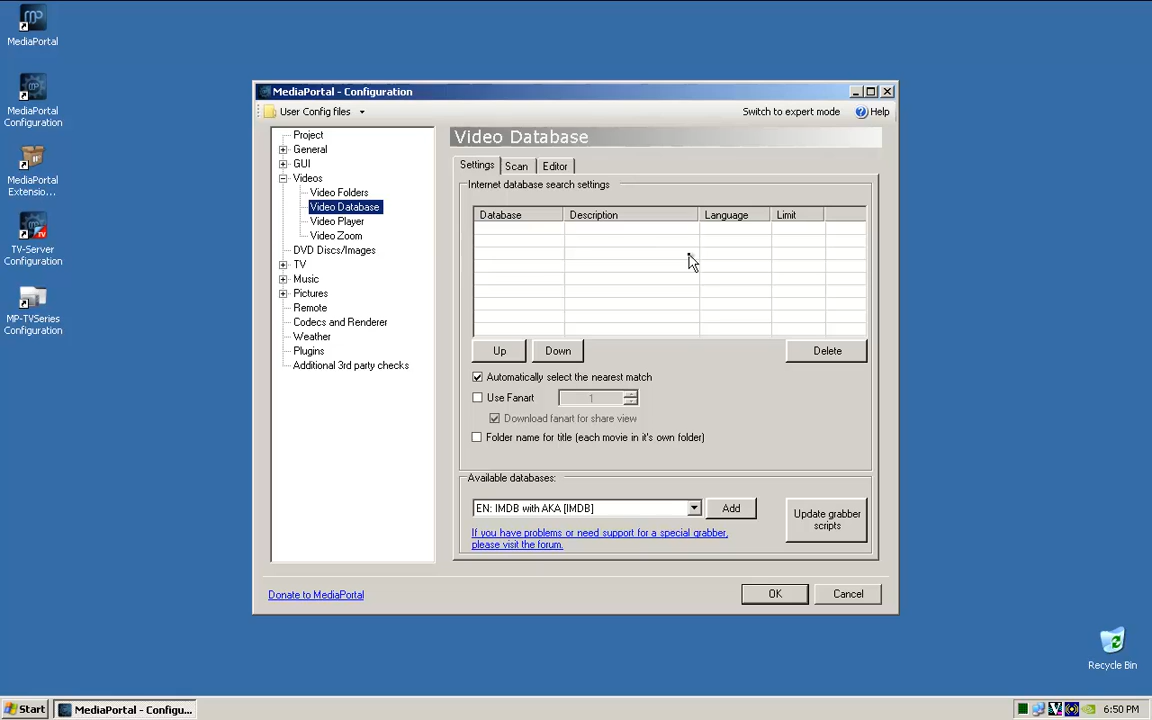 MediaPortal
MediaPortal
Configuration
MediaPortal
Extensio...
TV-Server
Configuration
MP-TVSeries
Configuration
MediaPortal - Configuration
User Config files
Switch to expert mode
Help
Project
General
GUI
Videos
Video Folders
Video Database
Video Player
Video Zoom
DVD Discs/Images
TV
Music
Pictures
Remote
Codecs and Renderer
Weather
Plugins
Additional 3rd party checks
Video Database
Settings Scan Editor
Internet database search settings
Database Description Language Limit
Up Down Delete
Automatically select the nearest match
Use Fanart 1
Download fanart for share view
Folder name for title (each movie in it's own folder)
Available databases:
EN: IMDB with AKA [IMDB] Add
Update grabber
scripts
If you have problems or need support for a special grabber,
please visit the forum.
Donate to MediaPortal
OK Cancel
Recycle Bin
Start MediaPortal - Configu... 6:50 PM